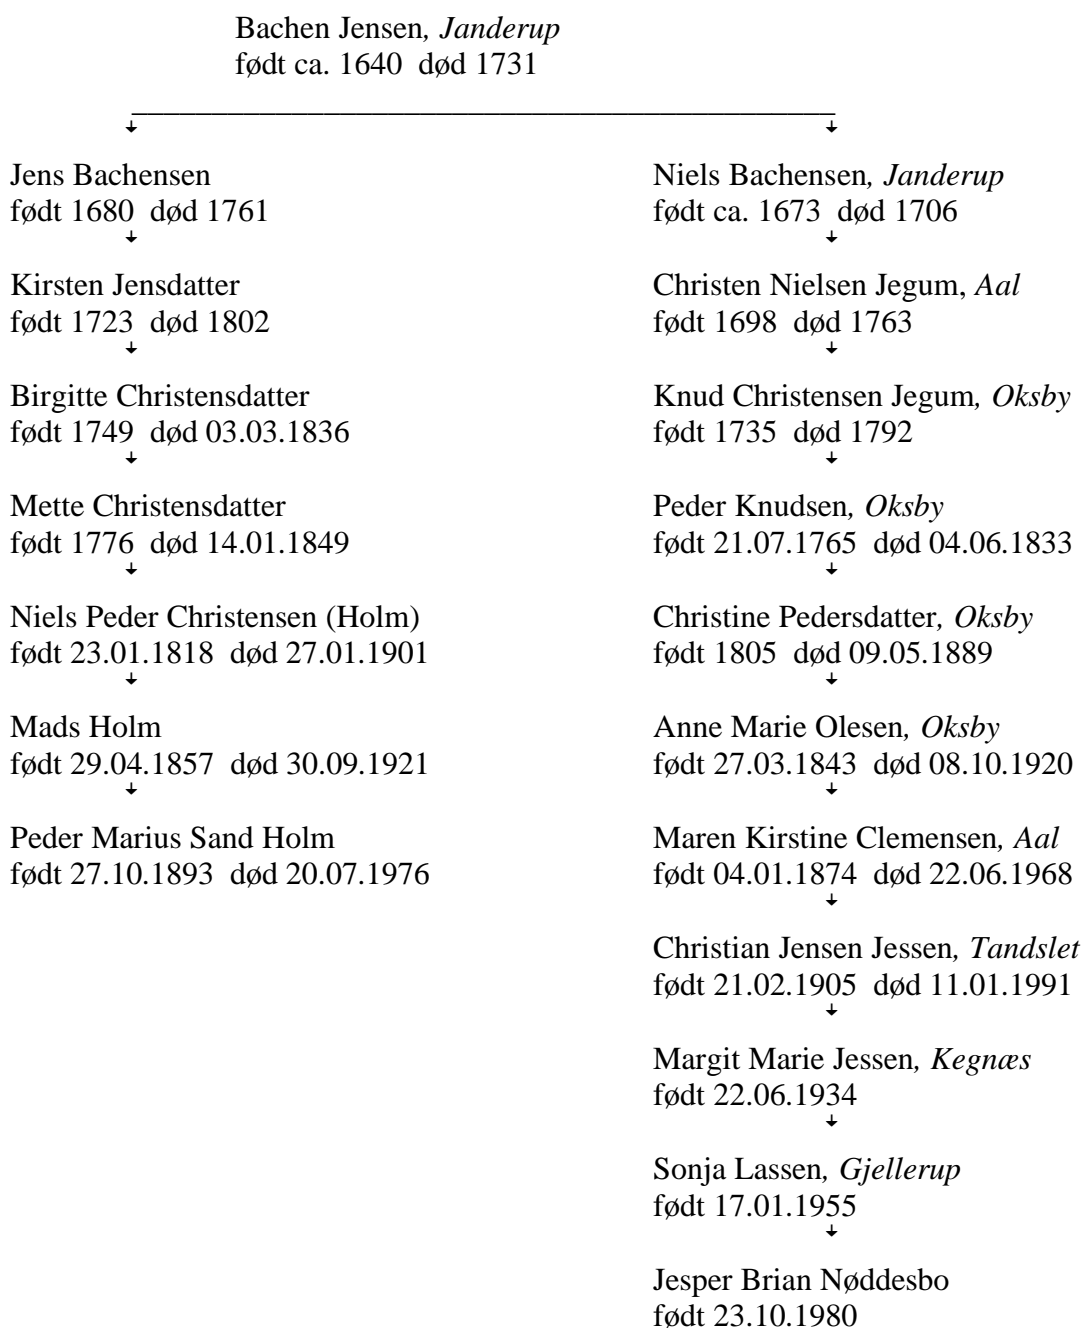 Bachen Jensen, Janderup
født ca. 1640 død 1731
Jens Bachensen
født 1680 død 1761
Kirsten Jensdatter
født 1723 død 1802
Birgitte Christensdatter
født 1749 død 03.03.1836
Mette Christensdatter
født 1776 død 14.01.1849
Niels Peder Christensen (Holm)
født 23.01.1818 død 27.01.1901
Mads Holm
født 29.04.1857 død 30.09.1921
Peder Marius Sand Holm
født 27.10.1893 død 20.07.1976
Niels Bachensen, Janderup
født ca. 1673 død 1706
Christen Nielsen Jegum, Aal
født 1698 død 1763
Knud Christensen Jegum, Oksby
født 1735 død 1792
Peder Knudsen, Oksby
født 21.07.1765 død 04.06.1833
Christine Pedersdatter, Oksby
født 1805 død 09.05.1889
Anne Marie Olesen, Oksby
født 27.03.1843 død 08.10.1920
Maren Kirstine Clemensen, Aal
født 04.01.1874 død 22.06.1968
Christian Jensen Jessen, Tandslet
født 21.02.1905 død 11.01.1991
Margit Marie Jessen, Kegnæs
født 22.06.1934
Sonja Lassen, Gjellerup
født 17.01.1955
Jesper Brian Nøddesbo
født 23.10.1980